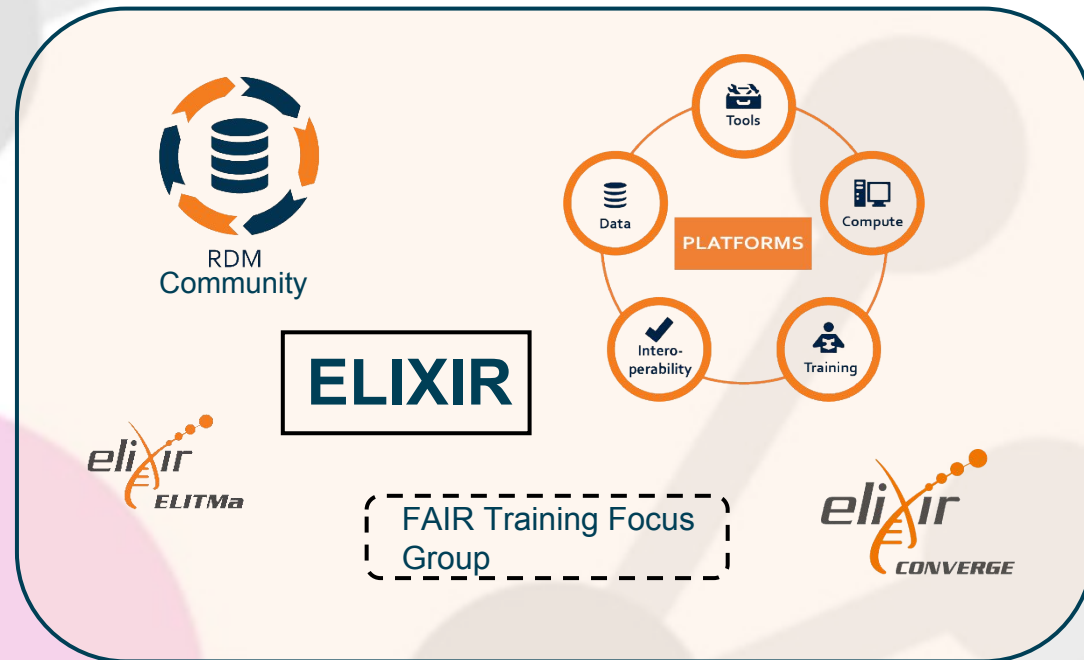 RDM
Community
Tools
Data
Compute
PLATFORMS
Intero-
perability
Training
ELIXIR
elixir
ELITMa
FAIR Training Focus
Group
elixir
CONVERGE